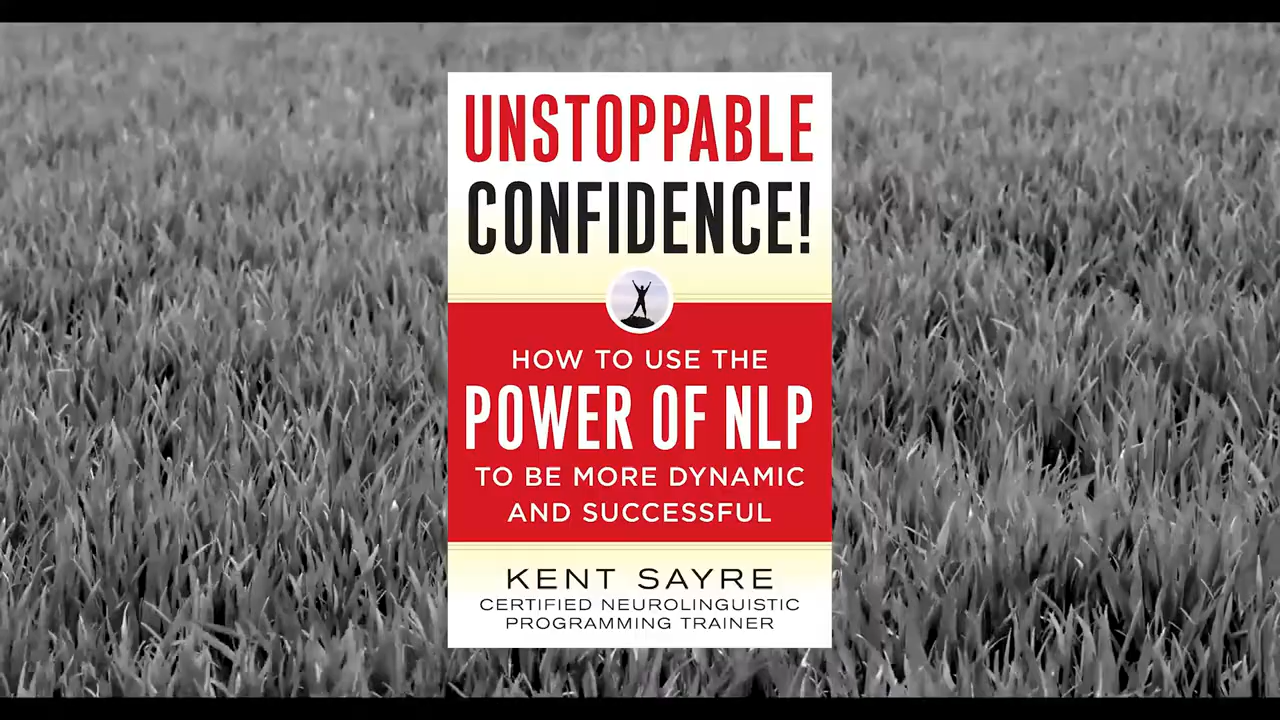 UNSTOPPABLE
CONFIDENCE!
HOW TO USE THE
POWER OF NLP
TO BE MORE DYNAMIC
AND SUCCESSFUL
KENT SAYRE
CERTIFIED NEUROLINGUISTIC
PROGRAMMING TRAINER